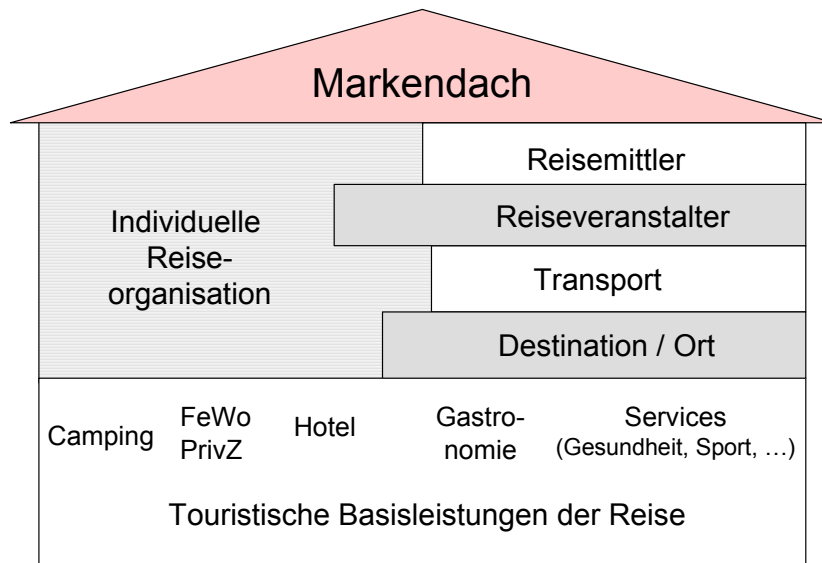 Markendach
Reisemittler
Reiseveranstalter
Individuelle
Reise-
organisation
Transport
Destination / Ort
Camping
FeWo
PrivZ
Hotel
Gastro-
nomie
Services
(Gesundheit, Sport, …)
Touristische Basisleistungen der Reise